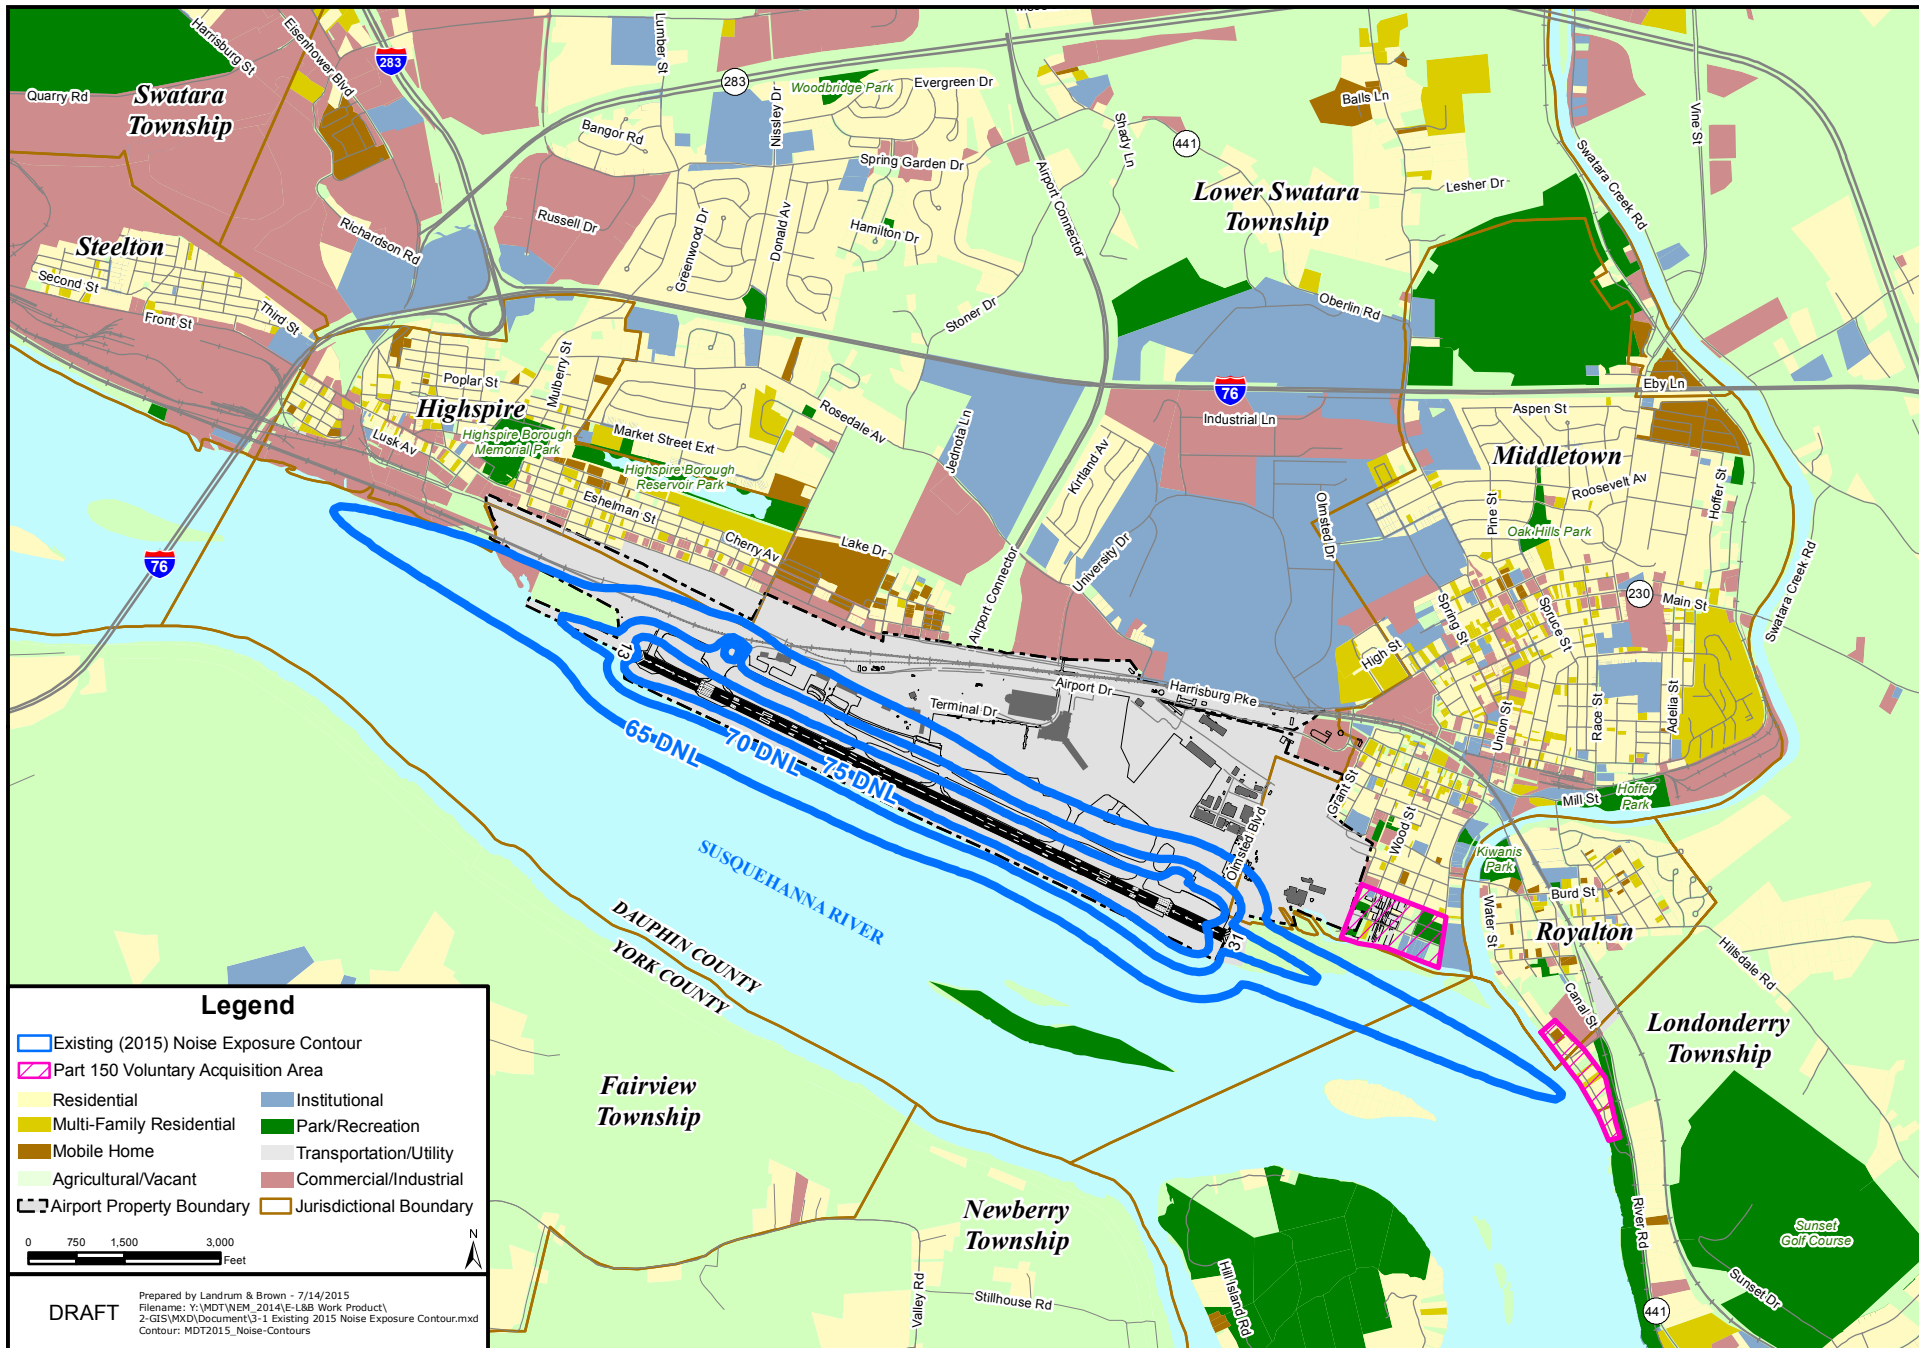 Harrisburg St
Eisenhower Blvd
283
Lumber St
283
Quarry Rd
Swatara
Township
Woodbridge Park
Evergreen Dr
Nissley Dr
Bangor Rd
Spring Garden Dr
Shady Ln
441
Balls Ln
Vine St
Swatara Creek Rd
Lesher Dr
Lower Swatara
Township
Airport Connector
Steelton
Richardson Rd
Russell Dr
Greenwood Dr
Donald Av
Hamilton Dr
Second St
Front St
Third St
Stoner Dr
Oberlin Rd
Poplar St
Mulberry St
Highspire
Highspire Borough
Memorial Park
Lusk Av
Market Street Ext
Rosedale Av
Highspire Borough
Reservoir Park
Eshelman St
Cherry Av
Lake Dr
Jednota Ln
Kirtland Av
76
Industrial Ln
Eby Ln
Aspen St
Middletown
Roosevelt Av
Hoffer St
Pine St
Oak Hills Park
Olmsted Dr
University Dr
Airport Connector
76
230
Main St
Spring St
Spruce St
Swatara Creek Rd
High St
Harrisburg Pke
Airport Dr
Terminal Dr
Union St
Race St
Adelia St
13
65 DNL
70 DNL
75 DNL
Grant St
Wood St
Mill St
Hoffer
Park
Olmsted Blvd
Kiwanis
Park
Burd St
Water St
Royalton
31
Hillsdale Rd
Canal St
SUSQUEHANNA RIVER
DAUPHIN COUNTY
YORK COUNTY
Londonderry
Township
Fairview
Township
Newberry
Township
River Rd
Sunset
Golf Course
Sunset Dr
Hill Island Rd
Valley Rd
Stillhouse Rd
441
Legend
Existing (2015) Noise Exposure Contour
Part 150 Voluntary Acquisition Area
Residential
Institutional
Multi-Family Residential
Park/Recreation
Mobile Home
Transportation/Utility
Agricultural/Vacant
Commercial/Industrial
Airport Property Boundary
Jurisdictional Boundary
0 750 1,500 3,000
Feet
N
DRAFT
Prepared by Landrum & Brown - 7/14/2015
Filename: Y:\MDT\NEM_2014\E-L&B Work Product\
2-GIS\MXD\Document\3-1 Existing 2015 Noise Exposure Contour.mxd
Contour: MDT2015_Noise-Contours